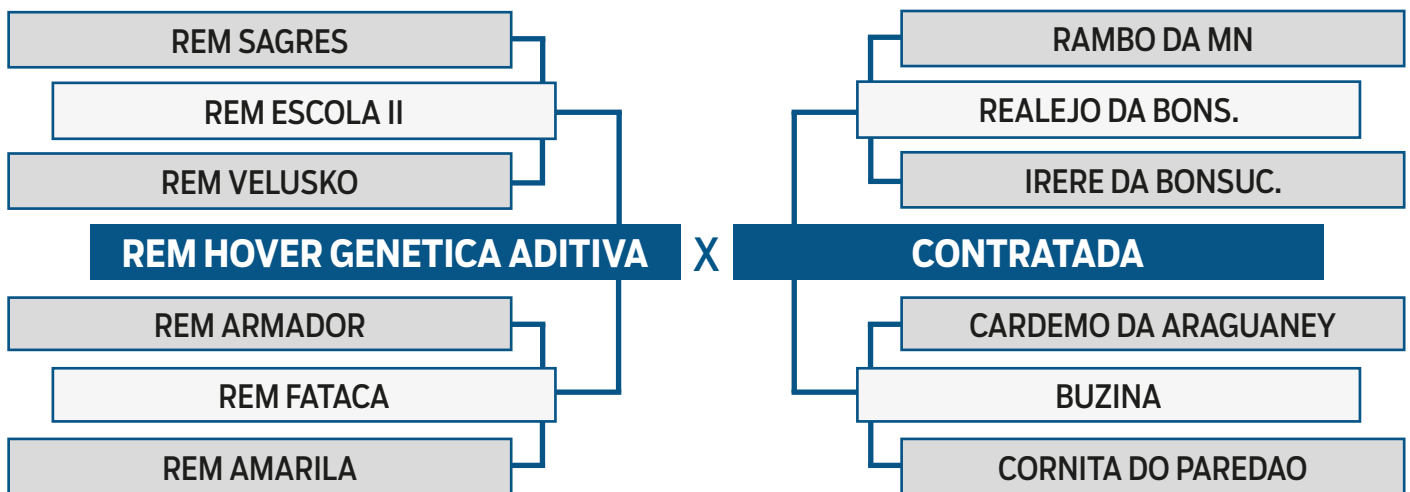 REM SAGRES
REM ESCOLA II
REM VELUSKO
REM HOVER GENETICA ADITIVA
REM ARMADOR
REM FATACA
REM AMARILA
X
RAMBO DA MN
REALEJO DA BONS.
IRERE DA BONSUC.
CONTRATADA
CARDEMO DA ARAGUANEY
BUZINA
CORNITA DO PAREDAO